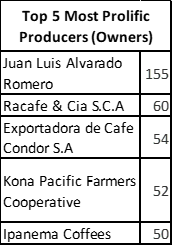 Top 5 Most Prolific
Producers (Owners)
Juan Luis Alvarado
Romero 155
Racafe & Cia S.C.A 60
Exportadora de Cafe
Condor S.A 54
Kona Pacific Farmers
Cooperative 52
Ipanema Coffees 50